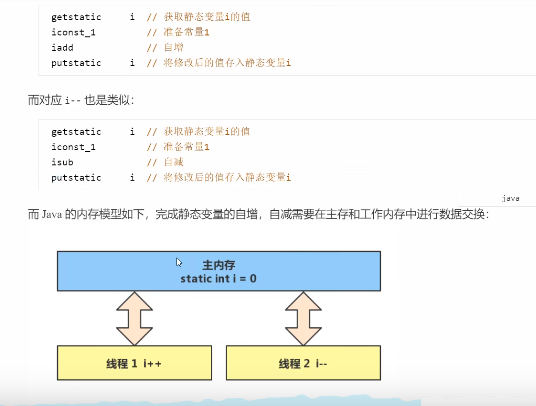 getstatic i // 获取静态变量i的值
iconst_1 // 准备常量1
iadd // 自增
putstatic i // 将修改后的值存入静态变量i
而对应 i-- 也是类似：
getstatic i // 获取静态变量i的值
iconst_1 // 准备常量1
isub // 自减
putstatic i // 将修改后的值存入静态变量i
java
而 Java 的内存模型如下，完成静态变量的自增，自减需要在主存和工作内存中进行数据交换：
主内存
static int i = 0
线程 1 i++
线程 2 i--